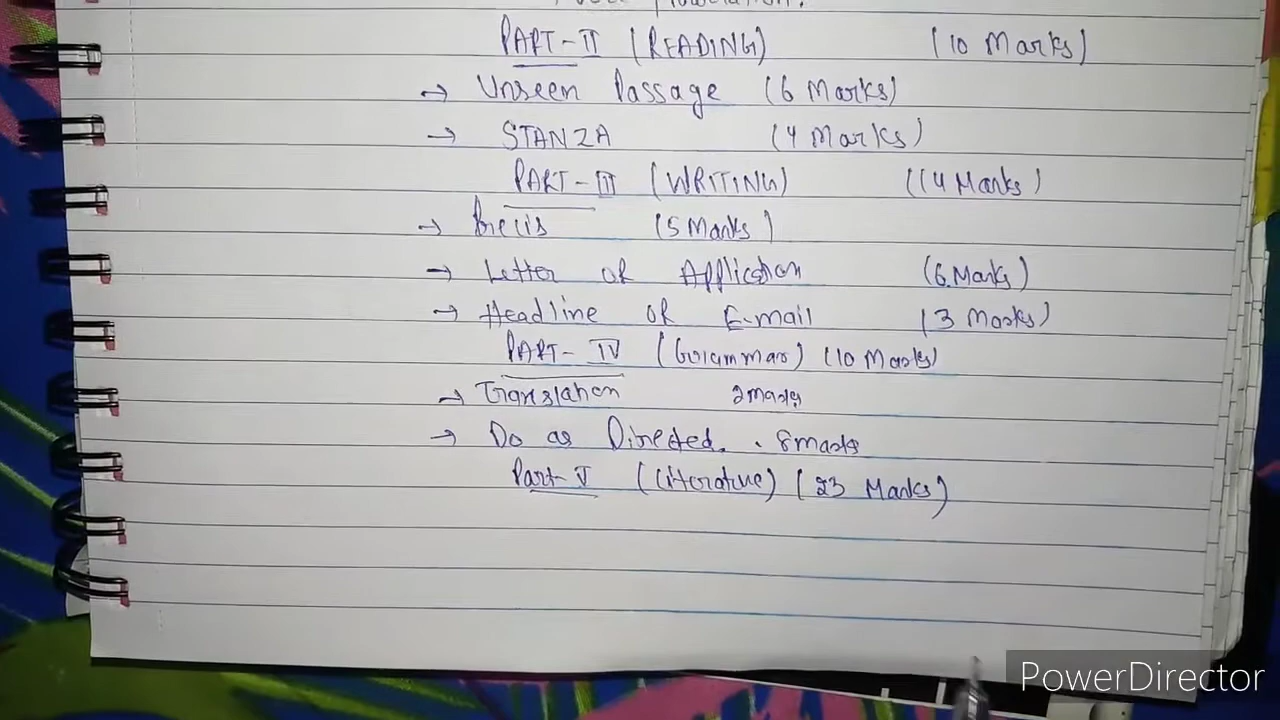 PART-II (READING) (10 Marks)
→ Unseen Passage (6 Marks)
→ STANZA (4 Marks)
PART-III (WRITING) (14 Marks)
→ Precis (5 Marks)
→ Letter OR Application (6 Marks)
→ Headline OR E-mail (3 Marks)
PART-IV (Grammar) (10 Marks)
→ Translation 2 marks
→ Do as Directed. 8 marks
Part-V (Literature) (23 Marks)
PowerDirector